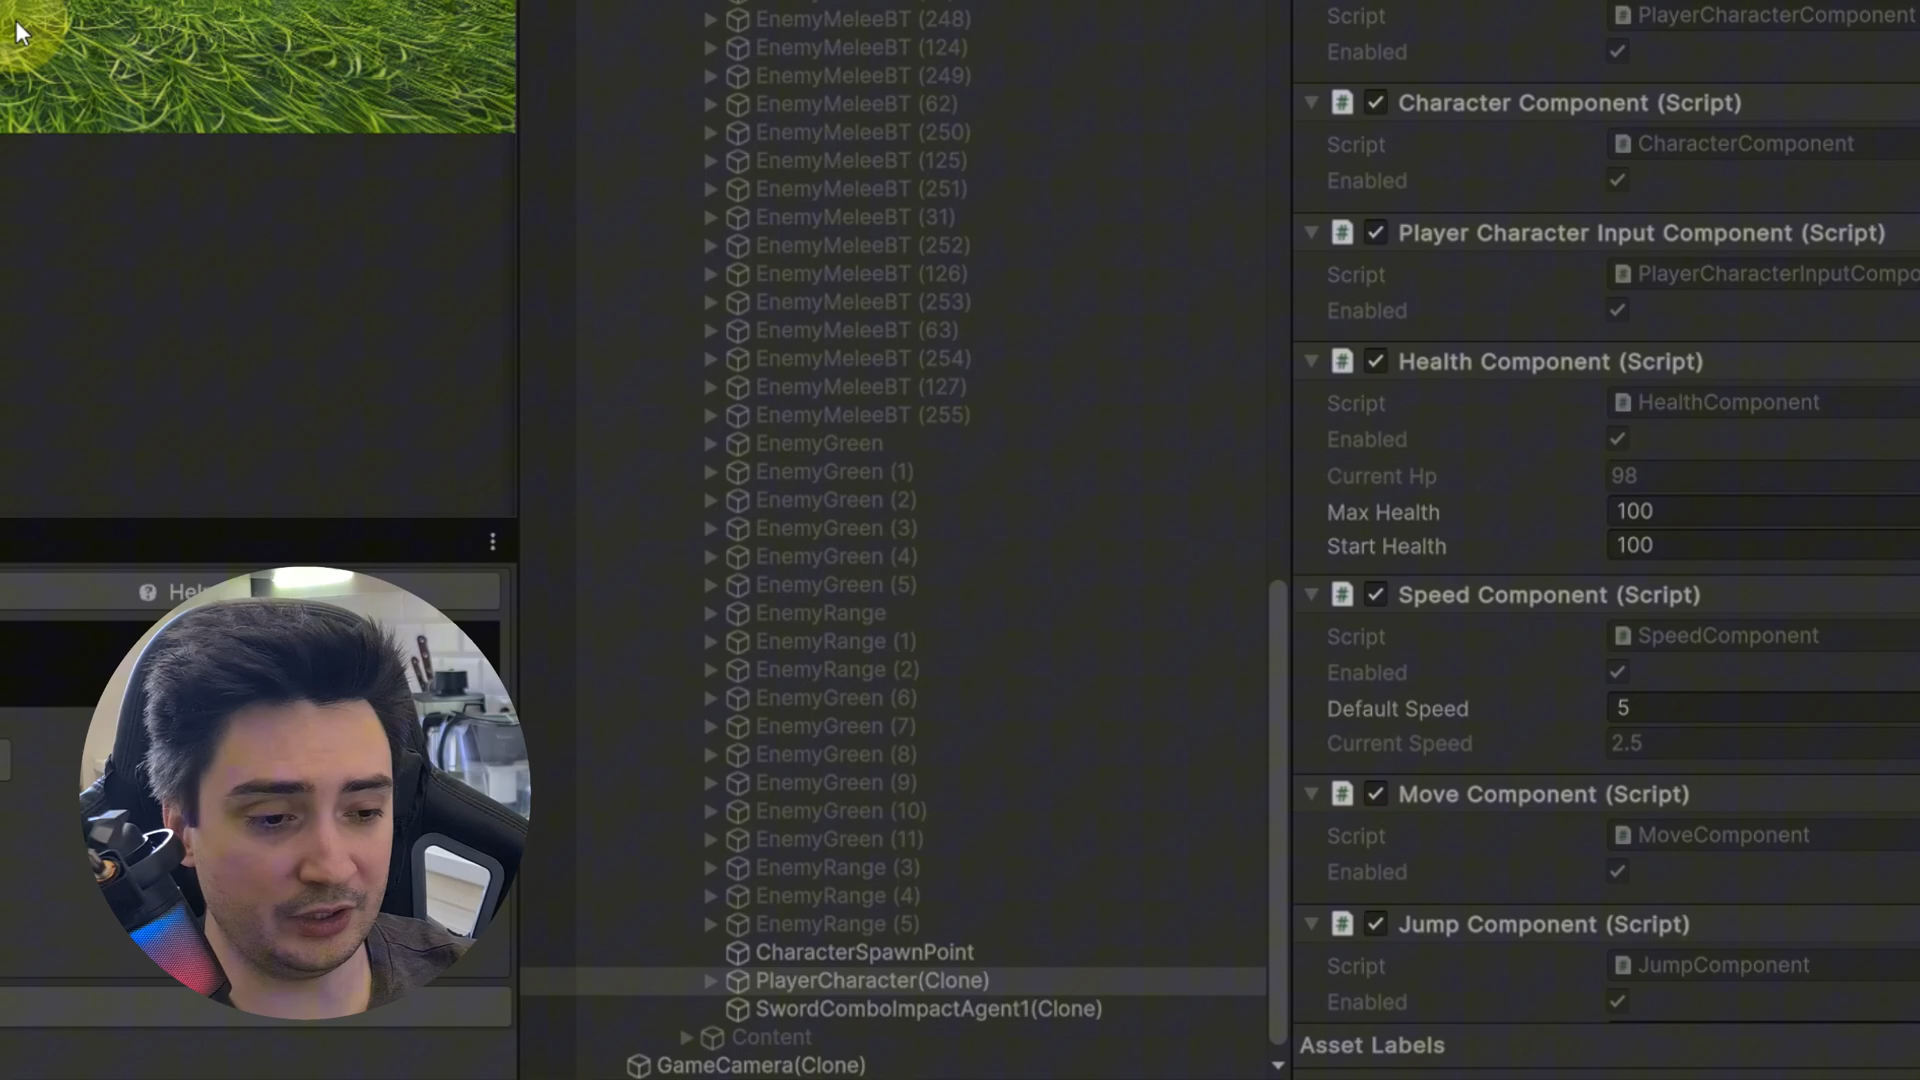 EnemyMeleeBT (248)
EnemyMeleeBT (124)
EnemyMeleeBT (249)
EnemyMeleeBT (62)
EnemyMeleeBT (250)
EnemyMeleeBT (125)
EnemyMeleeBT (251)
EnemyMeleeBT (31)
EnemyMeleeBT (252)
EnemyMeleeBT (126)
EnemyMeleeBT (253)
EnemyMeleeBT (63)
EnemyMeleeBT (254)
EnemyMeleeBT (127)
EnemyMeleeBT (255)
EnemyGreen
EnemyGreen (1)
EnemyGreen (2)
EnemyGreen (3)
EnemyGreen (4)
EnemyGreen (5)
EnemyRange
EnemyRange (1)
EnemyRange (2)
EnemyGreen (6)
EnemyGreen (7)
EnemyGreen (8)
EnemyGreen (9)
EnemyGreen (10)
EnemyGreen (11)
EnemyRange (3)
EnemyRange (4)
EnemyRange (5)
CharacterSpawnPoint
PlayerCharacter(Clone)
SwordComboImpactAgent1(Clone)
Content
GameCamera(Clone)
Script PlayerCharacterComponent
Enabled
# Character Component (Script)
Script CharacterComponent
Enabled
# Player Character Input Component (Script)
Script PlayerCharacterInputCompo
Enabled
# Health Component (Script)
Script HealthComponent
Enabled
Current Hp 98
Max Health 100
Start Health 100
# Speed Component (Script)
Script SpeedComponent
Enabled
Default Speed 5
Current Speed 2.5
# Move Component (Script)
Script MoveComponent
Enabled
# Jump Component (Script)
Script JumpComponent
Enabled
Asset Labels